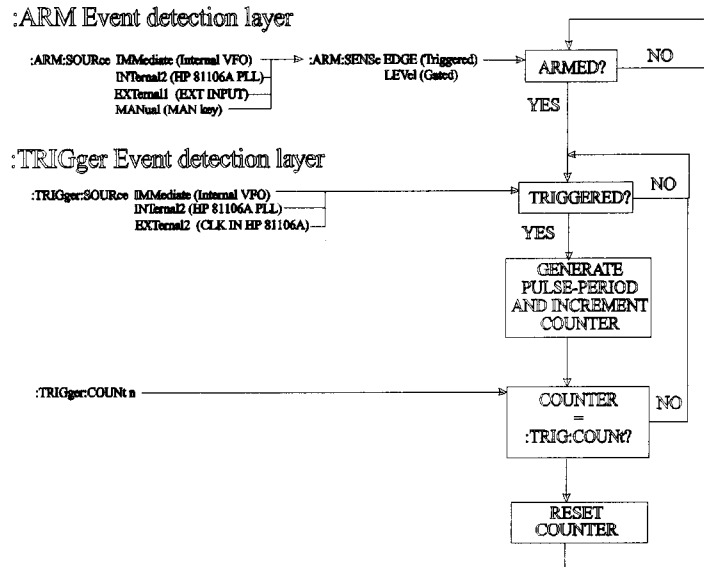 :ARM Event detection layer
:ARM:SOURce IMMediate (Internal VFO)
INTernal2 (HP 81106A PLL)
EXTernal1 (EXT INPUT)
MANual (MAN key)
:ARM:SENSe EDGE (Triggered)
LEVel (Gated)
ARMED?
NO
YES
:TRIGger Event detection layer
:TRIGger:SOURce IMMediate (Internal VFO)
INTernal2 (HP 81106A PLL)
EXTernal2 (CLK IN HP 81106A)
TRIGGERED?
NO
YES
GENERATE
PULSE-PERIOD
AND INCREMENT
COUNTER
:TRIGger:COUNt n
COUNTER
=
:TRIG:COUNt?
NO
RESET
COUNTER